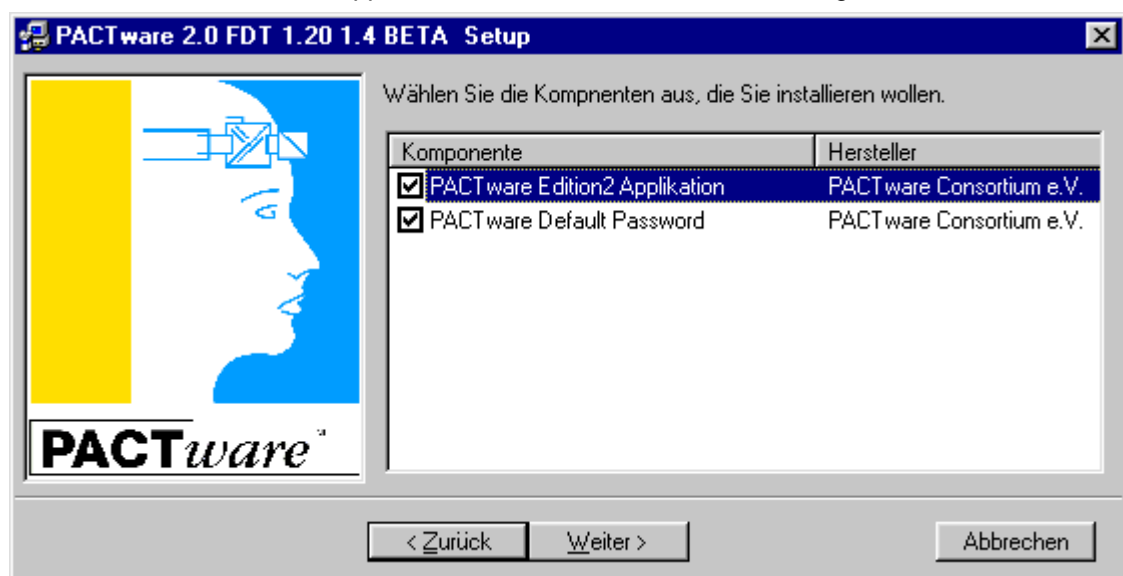 PACTware 2.0 FDT 1.20 1.4 BETA Setup
Wählen Sie die Kompnenten aus, die Sie installieren wollen.
Komponente Hersteller
PACTware Edition2 Applikation PACTware Consortium e.V.
PACTware Default Password PACTware Consortium e.V.
PACTware
< Zurück Weiter > Abbrechen